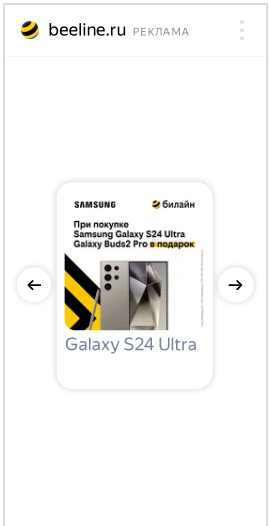 beeline.ru РЕКЛАМА
SAMSUNG билайн
При покупке
Samsung Galaxy S24 Ultra
Galaxy Buds2 Pro в подарок
Galaxy S24 Ultra